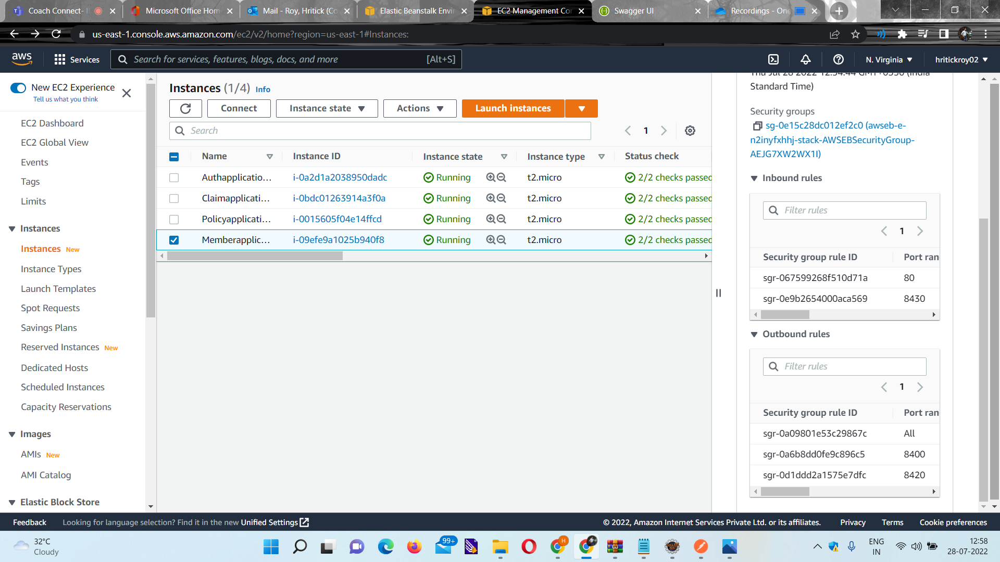 Coach Connect-
Microsoft Office Hom
Mail - Roy, Hritick (Co
Elastic Beanstalk Envir
EC2 Management Co
Swagger UI
Recordings - One
us-east-1.console.aws.amazon.com/ec2/v2/home?region=us-east-1#Instances:
aws
Services
Search for services, features, blogs, docs, and more
[Alt+S]
N. Virginia
hritickroy02
New EC2 Experience
Tell us what you think
EC2 Dashboard
EC2 Global View
Events
Tags
Limits
Instances
Instances New
Instance Types
Launch Templates
Spot Requests
Savings Plans
Reserved Instances New
Dedicated Hosts
Scheduled Instances
Capacity Reservations
Images
AMIs New
AMI Catalog
Elastic Block Store
Instances (1/4) Info
Connect
Instance state
Actions
Launch instances
Search
1
Name Instance ID Instance state Instance type Status check
Authapplicatio... i-0a2d1a2038950dadc Running t2.micro 2/2 checks passed
Claimapplicati... i-0bdc01263914a3f0a Running t2.micro 2/2 checks passed
Policyapplicati... i-0015605f04e14ffcd Running t2.micro 2/2 checks passed
Memberapplic... i-09efe9a1025b940f8 Running t2.micro 2/2 checks passed
Thu Jul 28 2022 12:34:44 GMT+0530 (India
Standard Time)
Security groups
sg-0e15c28dc012ef2c0 (awseb-e-
n2inyfxhhj-stack-AWSEBSecurityGroup-
AEJG7XW2WX1I)
Inbound rules
Filter rules
1
Security group rule ID Port ran
sgr-067599268f510d71a 80
sgr-0e9b2654000aca569 8430
Outbound rules
Filter rules
1
Security group rule ID Port ran
sgr-0a09801e53c29867c All
sgr-0a6b8dd0fe9c896c5 8400
sgr-0d1ddd2a1575e7dfc 8420
Feedback
Looking for language selection? Find it in the new Unified Settings
© 2022, Amazon Internet Services Private Ltd. or its affiliates.
Privacy
Terms
Cookie preferences
32°C
Cloudy
99+
H
ENG
IN
12:58
28-07-2022